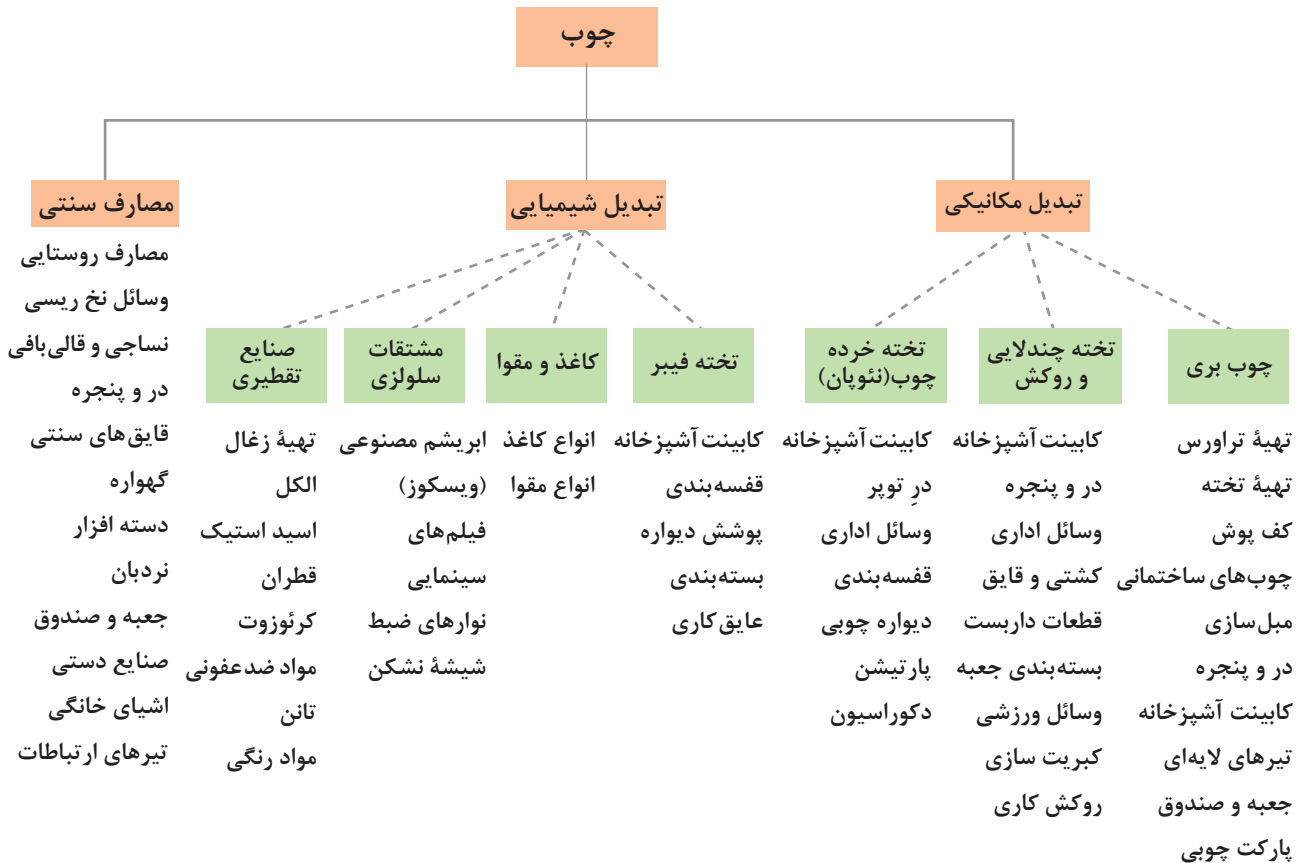 چوب
تبدیل مکانیکی
تبدیل شیمیایی
مصارف سنتی
چوب بری
تهیهٔ تراورس
تهیهٔ تخته
کف پوش
چوب‌های ساختمانی
مبل‌سازی
در و پنجره
کابینت آشپزخانه
تیرهای لایه‌ای
جعبه و صندوق
پارکت چوبی
تخته چندلایی
و روکش
کابینت‌آشپزخانه
در و پنجره
وسائل اداری
کشتی و قایق
قطعات داربست
بسته‌بندی جعبه
وسائل ورزشی
کبریت سازی
روکش کاری
تخته خرده
چوب(نئوپان)
کابینت‌آشپزخانه
درِ توپر
وسائل اداری
قفسه‌بندی
دیواره چوبی
پارتیشن
دکوراسیون
تخته فیبر
کابینت‌آشپزخانه
قفسه‌بندی
پوشش دیواره
بسته‌بندی
عایق‌کاری
کاغذ و مقوا
انواع کاغذ
انواع مقوا
مشتقات
سلولزی
ابریشم مصنوعی
(ویسکوز)
فیلم‌های
سینمایی
نوارهای ضبط
شیشهٔ نشکن
صنایع
تقطیری
تهیهٔ زغال
الکل
اسید استیک
قطران
کرئوزوت
مواد ضدعفونی
تانن
مواد رنگی
مصارف روستایی
وسائل نخ ریسی
نساجی و قالی‌بافی
در و پنجره
قایق‌های سنتی
گهواره
دسته افزار
نردبان
جعبه و صندوق
صنایع دستی
اشیای خانگی
تیرهای ارتباطات